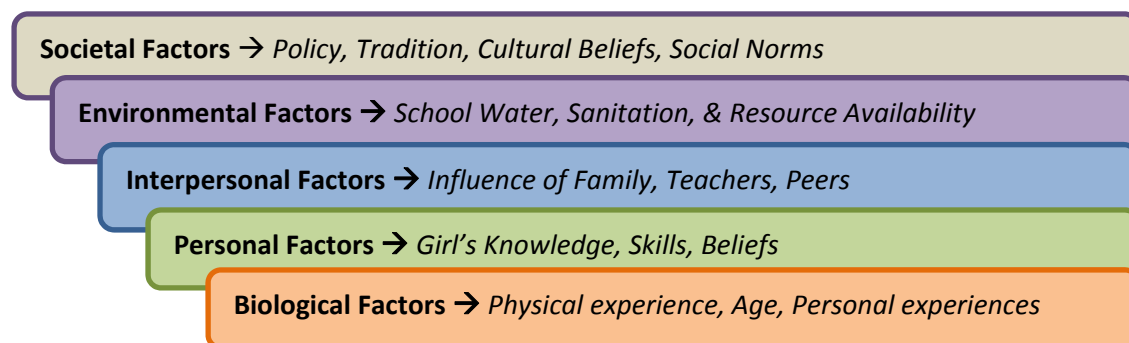 Societal Factors → Policy, Tradition, Cultural Beliefs, Social Norms
Environmental Factors → School Water, Sanitation, & Resource Availability
Interpersonal Factors → Influence of Family, Teachers, Peers
Personal Factors → Girl’s Knowledge, Skills, Beliefs
Biological Factors → Physical experience, Age, Personal experiences